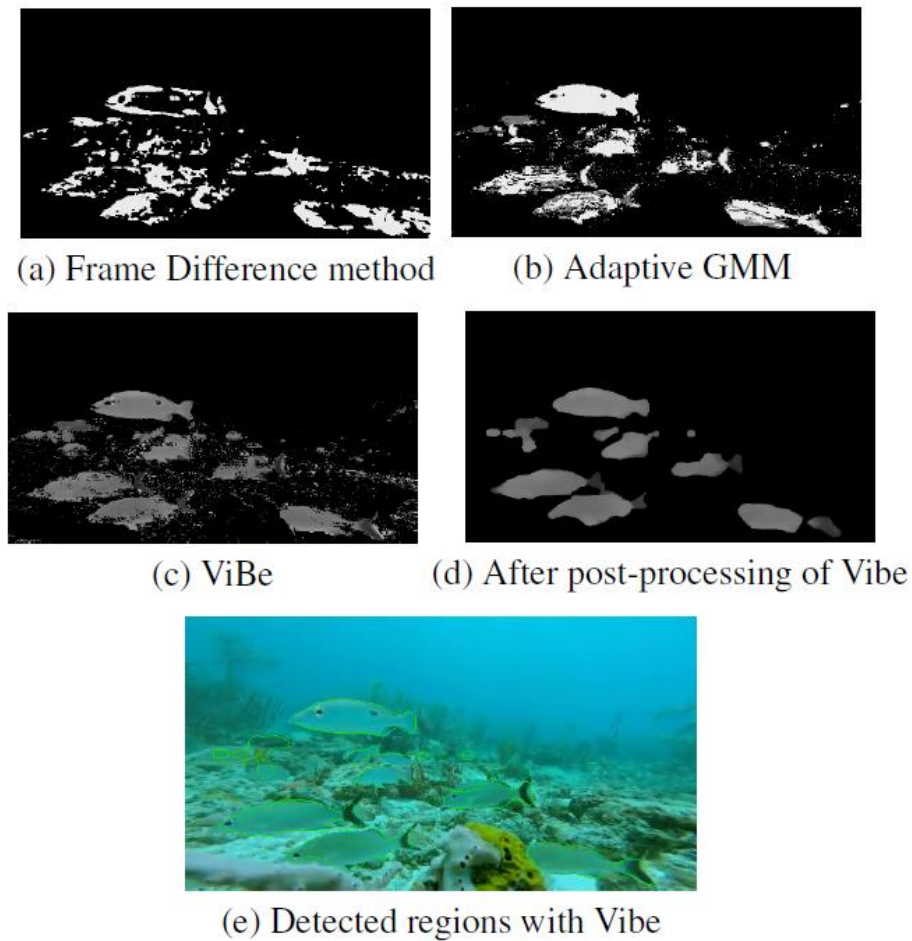 (a) Frame Difference method
(b) Adaptive GMM
(c) ViBe
(d) After post-processing of Vibe
(e) Detected regions with Vibe